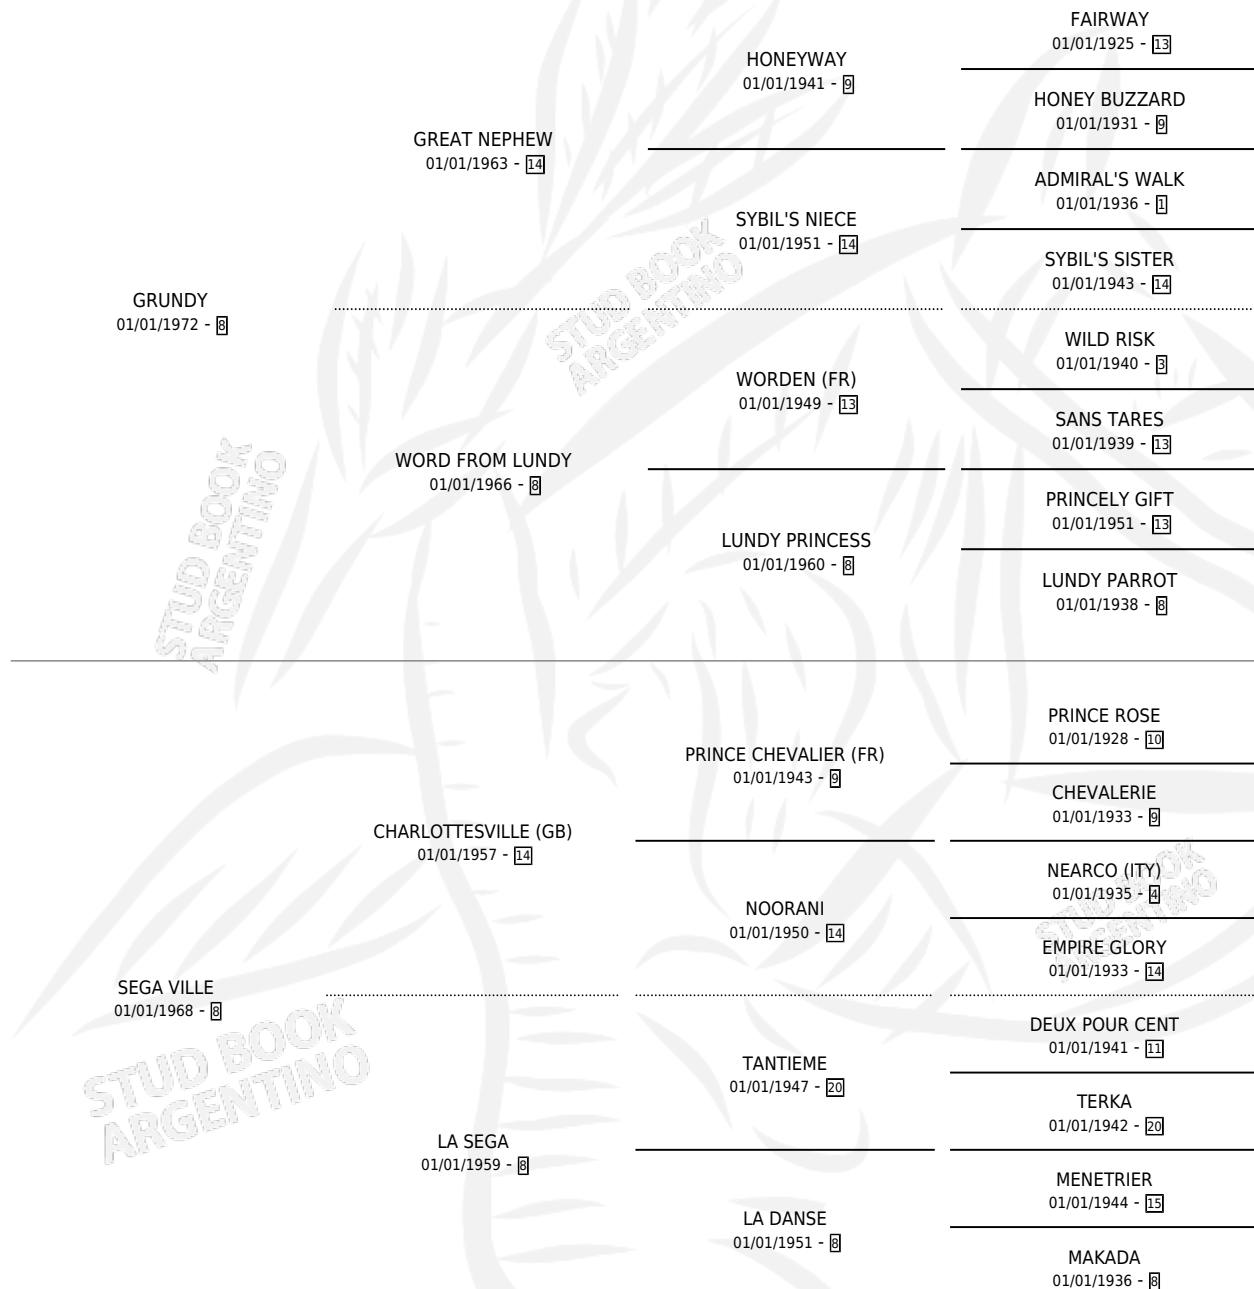 FAIRWAY
01/01/1925 - 13
HONEYWAY
01/01/1941 - 9
HONEY BUZZARD
01/01/1931 - 9
GREAT NEPHEW
01/01/1963 - 14
ADMIRAL'S WALK
01/01/1936 - 1
SYBIL'S NIECE
01/01/1951 - 14
SYBIL'S SISTER
01/01/1943 - 14
GRUNDY
01/01/1972 - 8
WILD RISK
01/01/1940 - 3
WORDEN (FR)
01/01/1949 - 13
SANS TARES
01/01/1939 - 13
WORD FROM LUNDY
01/01/1966 - 8
PRINCELY GIFT
01/01/1951 - 13
LUNDY PRINCESS
01/01/1960 - 8
LUNDY PARROT
01/01/1938 - 8
PRINCE ROSE
01/01/1928 - 10
PRINCE CHEVALIER (FR)
01/01/1943 - 9
CHEVALERIE
01/01/1933 - 9
CHARLOTTESVILLE (GB)
01/01/1957 - 14
NEARCO (ITY)
01/01/1935 - 4
NOORANI
01/01/1950 - 14
EMPIRE GLORY
01/01/1933 - 14
SEGA VILLE
01/01/1968 - 8
DEUX POUR CENT
01/01/1941 - 11
TANTIEME
01/01/1947 - 20
TERKA
01/01/1942 - 20
LA SEGA
01/01/1959 - 8
MENETRIER
01/01/1944 - 15
LA DANSE
01/01/1951 - 8
MAKADA
01/01/1936 - 8
STUD BOOK
ARGENTINO
STUD BOOK
ARGENTINO
STUD BOOK
ARGENTINO
STUD BOOK
ARGENTINO